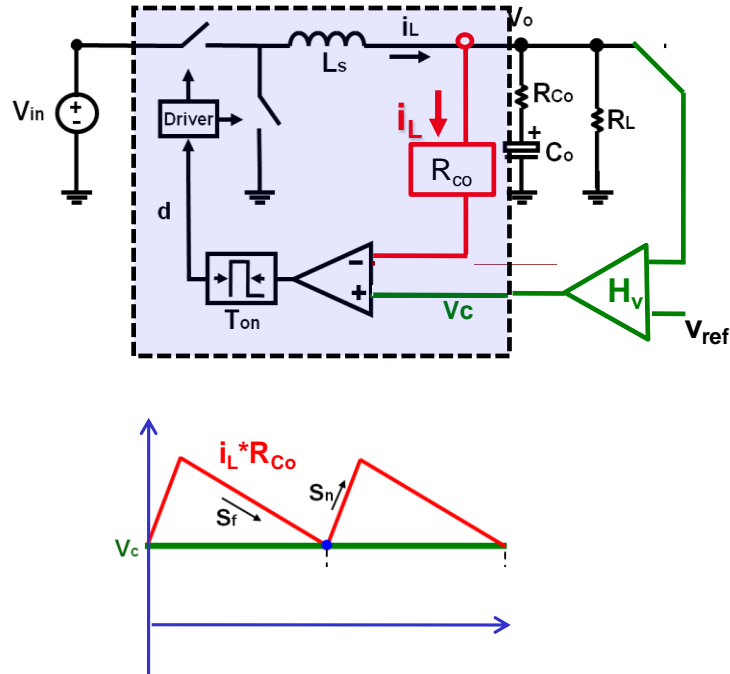 Vo
iL
Ls
Vin
+
-
Driver
iL
RCo
+
Co
RL
Rco
d
-
+
Ton
Vc
Hv
vref
iL*RCo
Sn
Sf
Vc